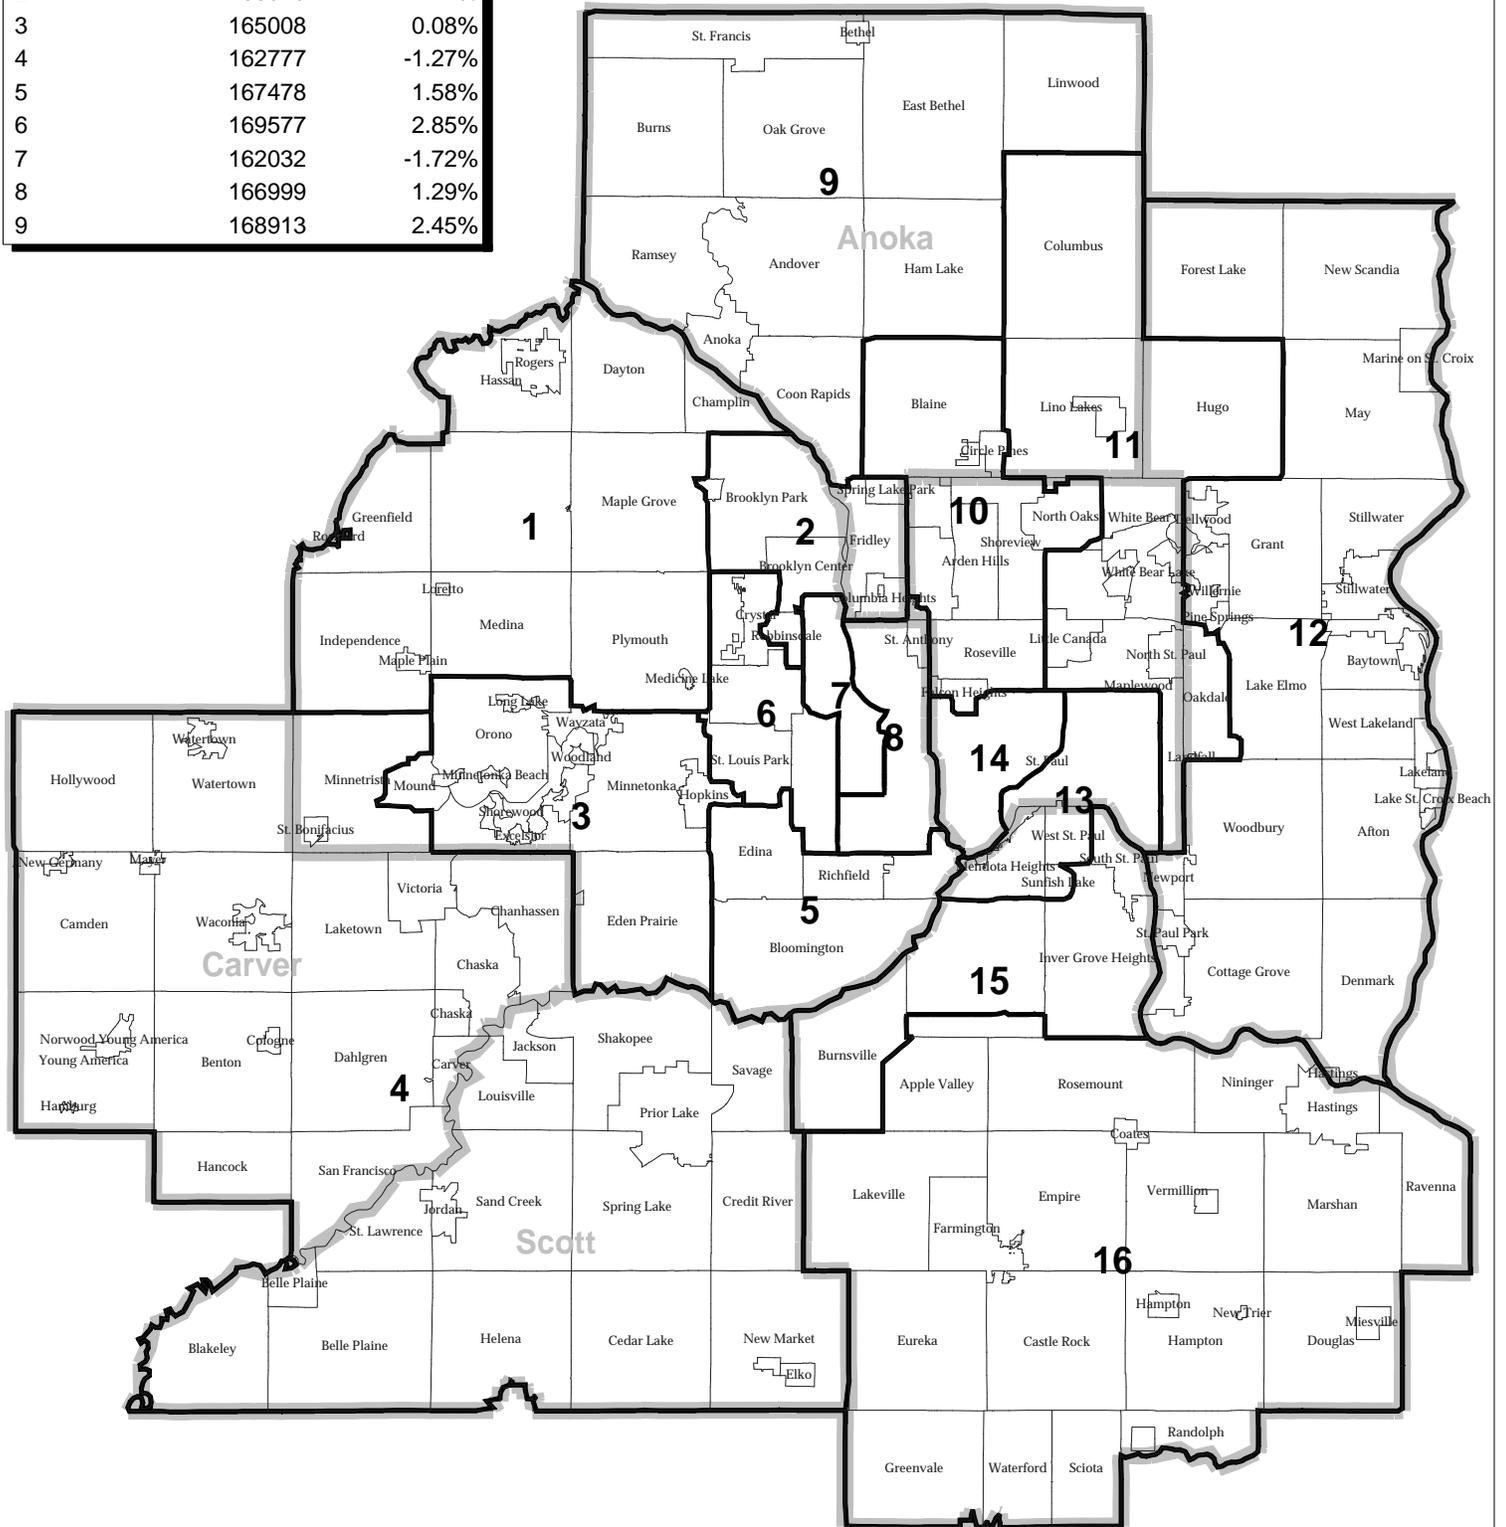 3 165008 0.08%
4 162777 -1.27%
5 167478 1.58%
6 169577 2.85%
7 162032 -1.72%
8 166999 1.29%
9 168913 2.45%
St. Francis
Bethel
Linwood
East Bethel
Burns
Oak Grove
9
Anoka
Columbus
Ramsey
Andover
Ham Lake
Forest Lake
New Scandia
Anoka
Rogers
Hassan
Dayton
Marine on St. Croix
Champlin
Coon Rapids
Blaine
Lino Lakes
Hugo
May
11
Circle Pines
Maple Grove
Brooklyn Park
Spring Lake Park
10
Greenfield
1
2
North Oaks
White Bear
Dellwood
Stillwater
Fridley
Shoreview
Grant
Arden Hills
Brooklyn Center
White Bear Lake
Loretto
Columbia Heights
Willernie
Stillwater
Crystal
Pine Springs
Medina
Independence
Plymouth
Robbinsdale
St. Anthony
Little Canada
12
Maple Plain
Roseville
North St. Paul
Baytown
Medicine Lake
Falcon Heights
Maplewood
Lake Elmo
Long Lake
7
Oakdale
6
Wayzata
West Lakeland
Orono
8
Watertown
Woodland
St. Louis Park
14
St. Paul
Landfall
Hollywood
Watertown
Minnetrista
Minnetonka Beach
Mound
Minnetonka
Hopkins
Lakeland
Lake St. Croix Beach
13
Shorewood
3
St. Bonifacius
Excelsior
West St. Paul
Woodbury
Afton
Edina
New Germany
Mayer
South St. Paul
Mendota Heights
Richfield
Sunfish Lake
Newport
Victoria
Chanhassen
5
Camden
Waconia
Laketown
Eden Prairie
St. Paul Park
Bloomington
Carver
Chaska
Inver Grove Heights
15
Cottage Grove
Denmark
Chaska
Norwood Young America
Cologne
Shakopee
Jackson
Young America
Benton
Dahlgren
Carver
Burnsville
Savage
Apple Valley
Rosemount
Nininger
Hastings
4
Louisville
Hamburg
Prior Lake
Hastings
Coates
Hancock
San Francisco
Sand Creek
Spring Lake
Credit River
Lakeville
Empire
Vermillion
Marshan
Ravenna
Jordan
St. Lawrence
Farmington
Scott
16
Belle Plaine
Hampton
New Trier
Miesville
Blakeley
Belle Plaine
Helena
Cedar Lake
New Market
Eureka
Castle Rock
Hampton
Douglas
Elko
Randolph
Greenvale
Waterford
Sciota